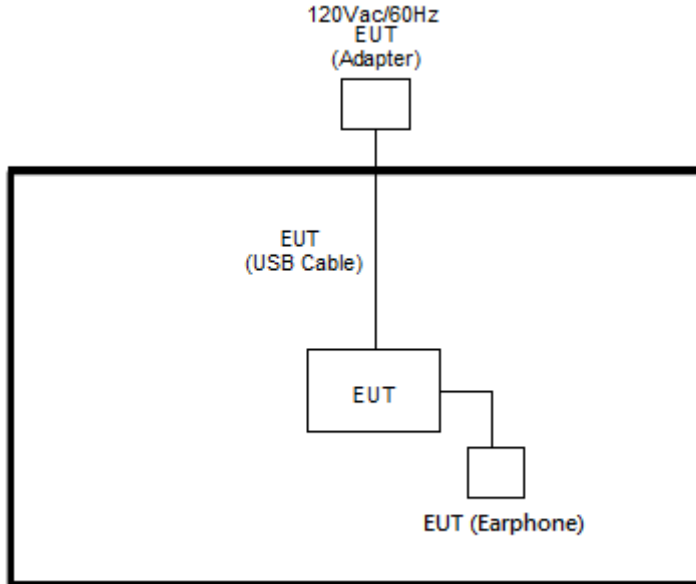 120Vac/60Hz
EUT
(Adapter)
EUT
(USB Cable)
EUT
EUT (Earphone)